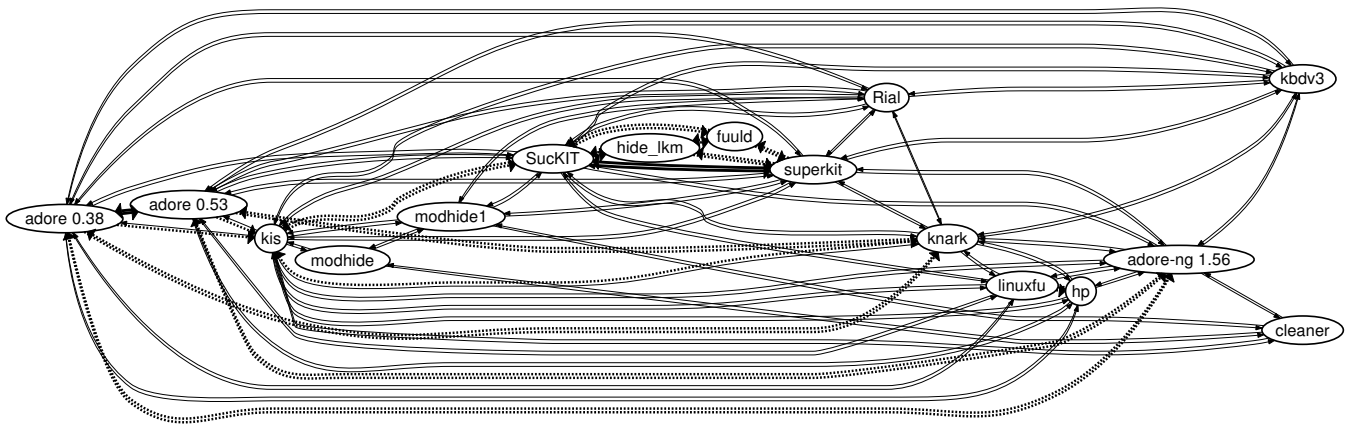 kbdv3
Rial
fuuld
hide_lkm
SucKIT
superkit
adore 0.53
adore 0.38
modhide1
kis
knark
modhide
adore-ng 1.56
linuxfu
hp
cleaner